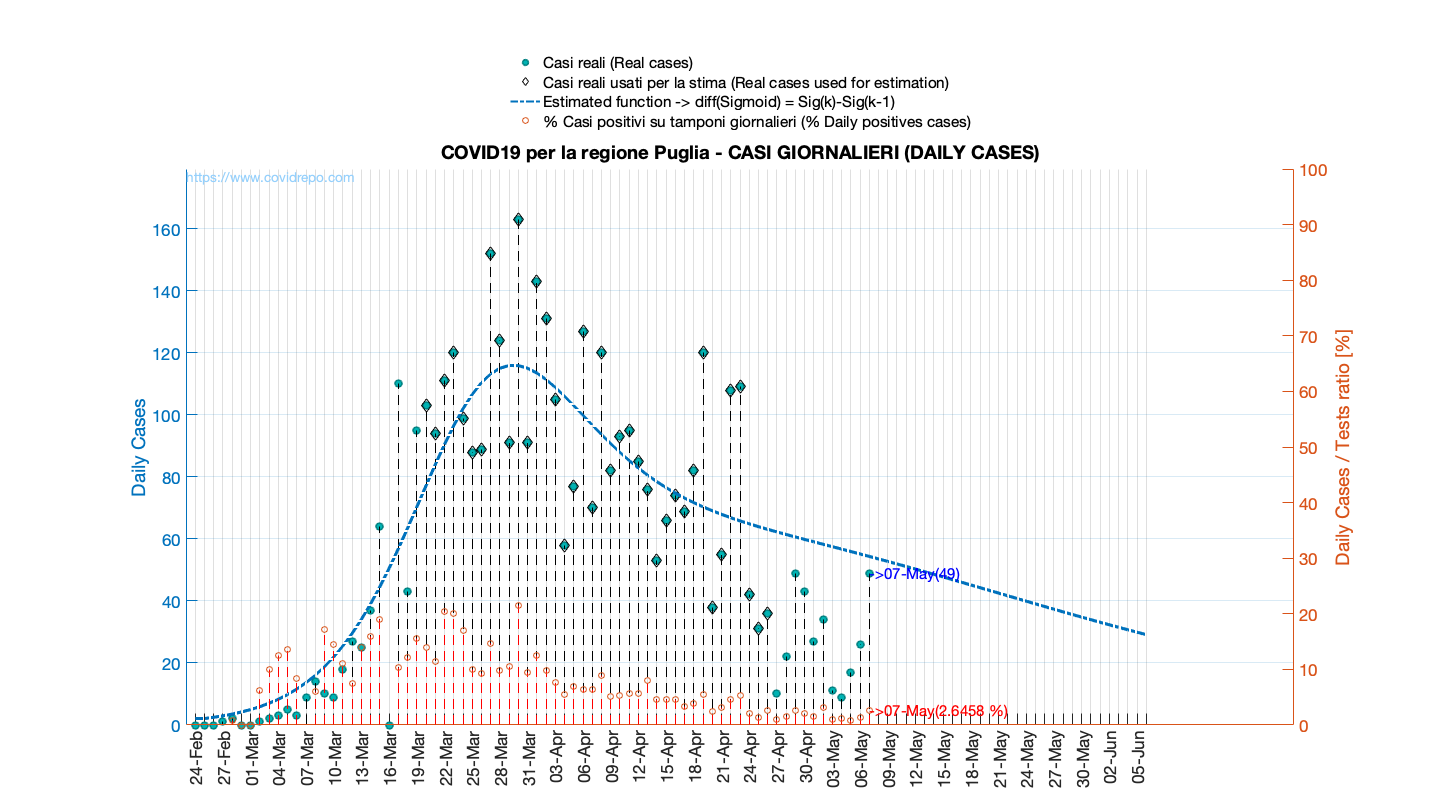 Casi reali (Real cases)
Casi reali usati per la stima (Real cases used for estimation)
Estimated function -> diff(Sigmoid) = Sig(k)-Sig(k-1)
% Casi positivi su tamponi giornalieri (% Daily positives cases)
COVID19 per la regione Puglia - CASI GIORNALIERI (DAILY CASES)
https://www.covidrepo.com
Daily Cases
160
140
120
100
80
60
40
20
0
100
90
80
70
60
50
40
30
20
10
0
Daily Cases / Tests ratio [%]
->07-May(49)
->07-May(2.6458 %)
24-Feb
27-Feb
01-Mar
04-Mar
07-Mar
10-Mar
13-Mar
16-Mar
19-Mar
22-Mar
25-Mar
28-Mar
31-Mar
03-Apr
06-Apr
09-Apr
12-Apr
15-Apr
18-Apr
21-Apr
24-Apr
27-Apr
30-Apr
03-May
06-May
09-May
12-May
15-May
18-May
21-May
24-May
27-May
30-May
02-Jun
05-Jun